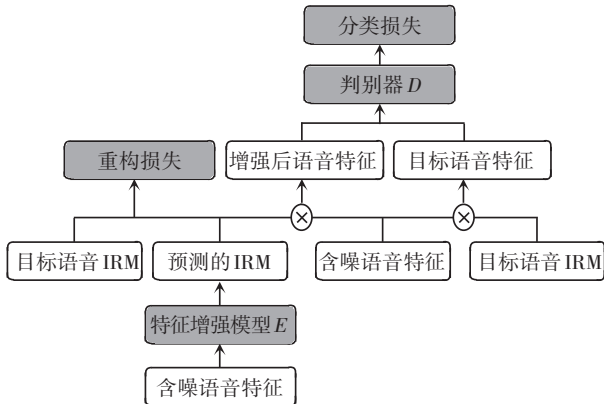 分类损失
判别器 D
重构损失
增强后语音特征
目标语音特征
目标语音 IRM
预测的 IRM
含噪语音特征
目标语音 IRM
特征增强模型 E
含噪语音特征